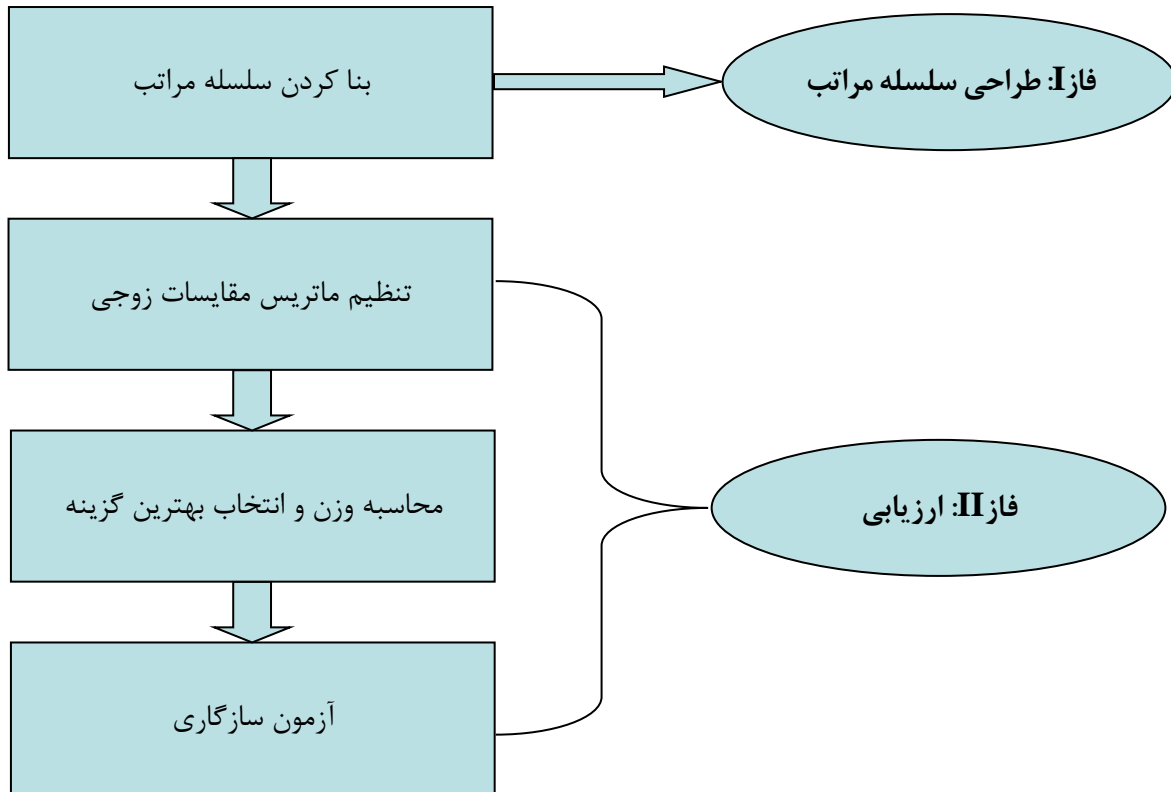 بنا کردن سلسله مراتب
فازI: طراحی سلسله مراتب
تنظیم ماتریس مقایسات زوجی
محاسبه وزن و انتخاب بهترین گزینه
فازII: ارزیابی
آزمون سازگاری